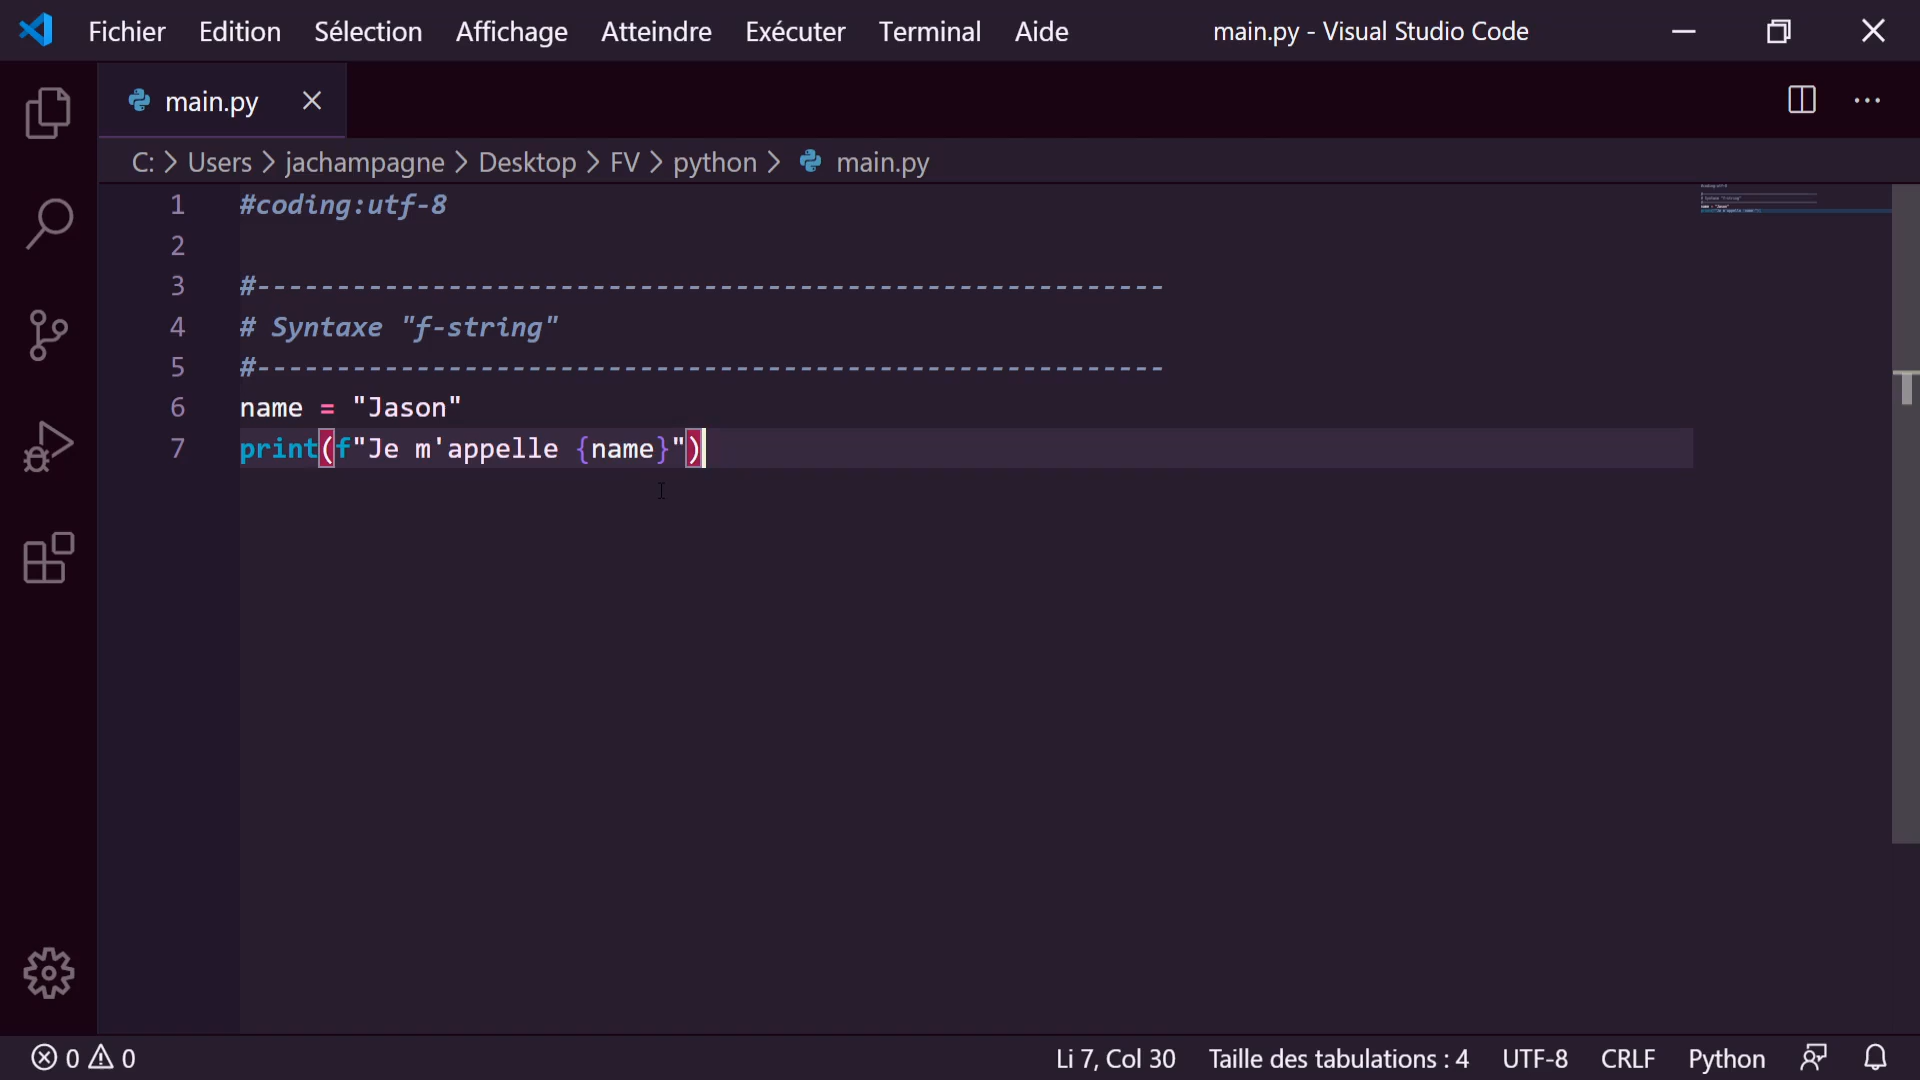 Fichier Edition Sélection Affichage Atteindre Exécuter Terminal Aide main.py - Visual Studio Code
main.py
C: > Users > jachampagne > Desktop > FV > python > main.py
1 #coding:utf-8
2
3 #---------------------------------------------------------
4 # Syntaxe "f-string"
5 #---------------------------------------------------------
6 name = "Jason"
7 print(f"Je m'appelle {name}")
0 0 Li 7, Col 30 Taille des tabulations : 4 UTF-8 CRLF Python